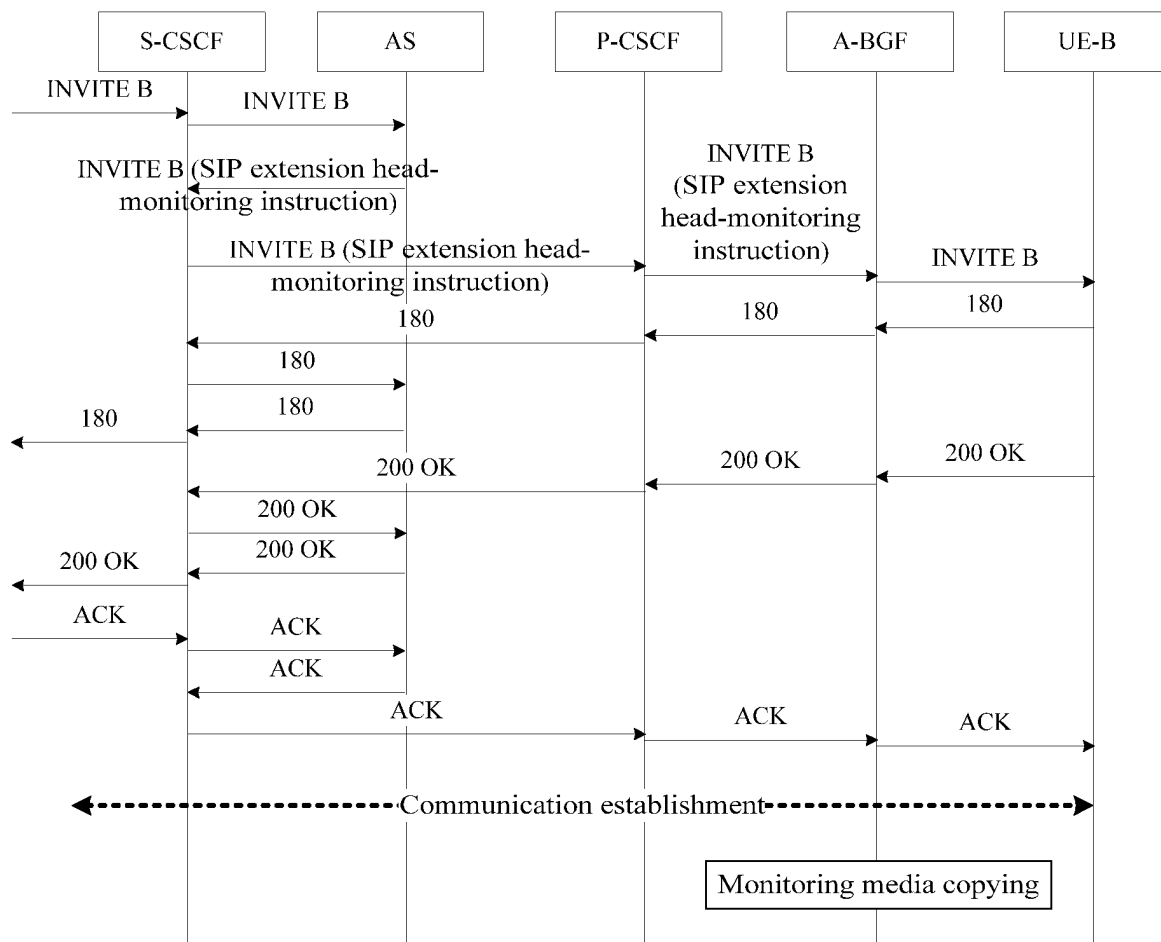 S-CSCF
AS
P-CSCF
A-BGF
UE-B
INVITE B
INVITE B
INVITE B (SIP extension head-
monitoring instruction)
INVITE B
(SIP extension
head-monitoring
instruction)
INVITE B (SIP extension head-
monitoring instruction)
INVITE B
180
180
180
180
180
180
200 OK
200 OK
200 OK
200 OK
200 OK
200 OK
ACK
ACK
ACK
ACK
ACK
ACK
Communication establishment
Monitoring media copying